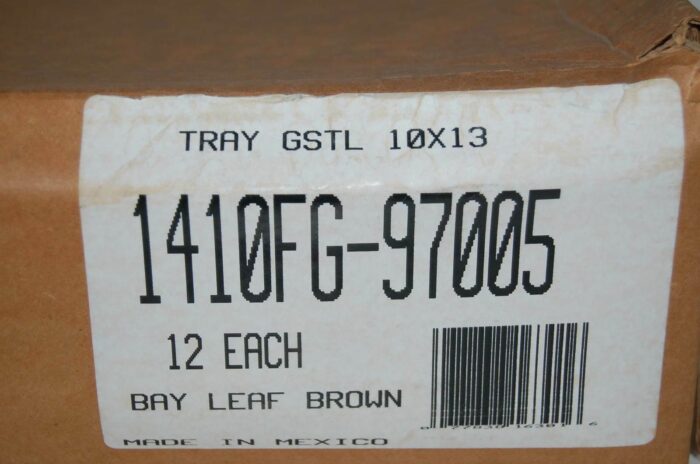 TRAY GSTL 10X13
1410FG-97005
12 EACH
BAY LEAF BROWN
MADE IN MEXICO